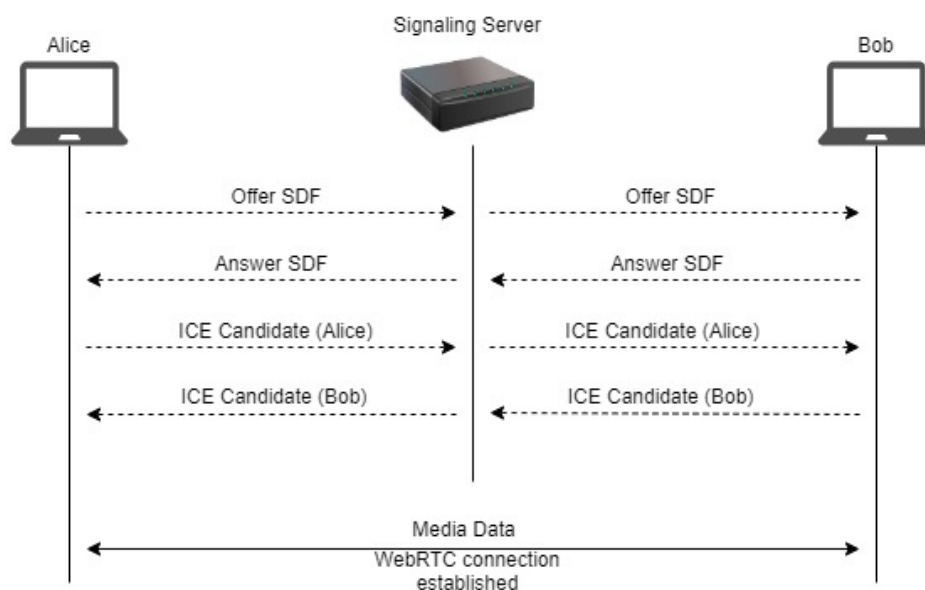 Signaling Server
Alice
Bob
Offer SDF
Offer SDF
Answer SDF
Answer SDF
ICE Candidate (Alice)
ICE Candidate (Alice)
ICE Candidate (Bob)
ICE Candidate (Bob)
Media Data
WebRTC connection
established